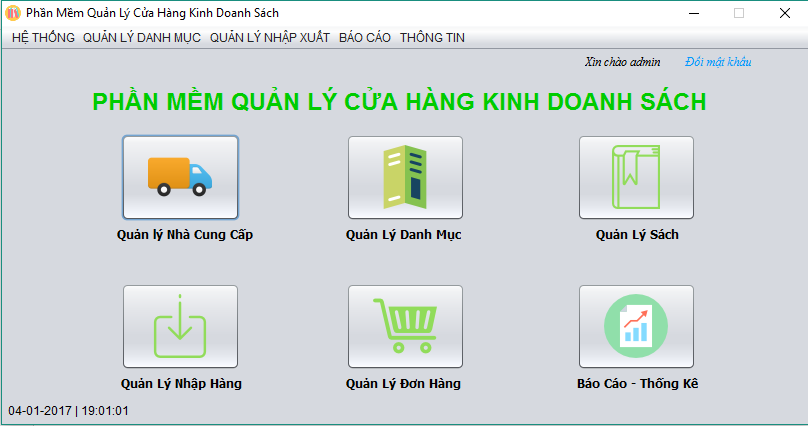 Phần Mềm Quản Lý Cửa Hàng Kinh Doanh Sách
HỆ THỐNG QUẢN LÝ DANH MỤC QUẢN LÝ NHẬP XUẤT BÁO CÁO THÔNG TIN
Xin chào admin Đổi mật khẩu
PHẦN MỀM QUẢN LÝ CỬA HÀNG KINH DOANH SÁCH
Quản lý Nhà Cung Cấp Quản Lý Danh Mục Quản Lý Sách
Quản Lý Nhập Hàng Quản Lý Đơn Hàng Báo Cáo - Thống Kê
04-01-2017 | 19:01:01